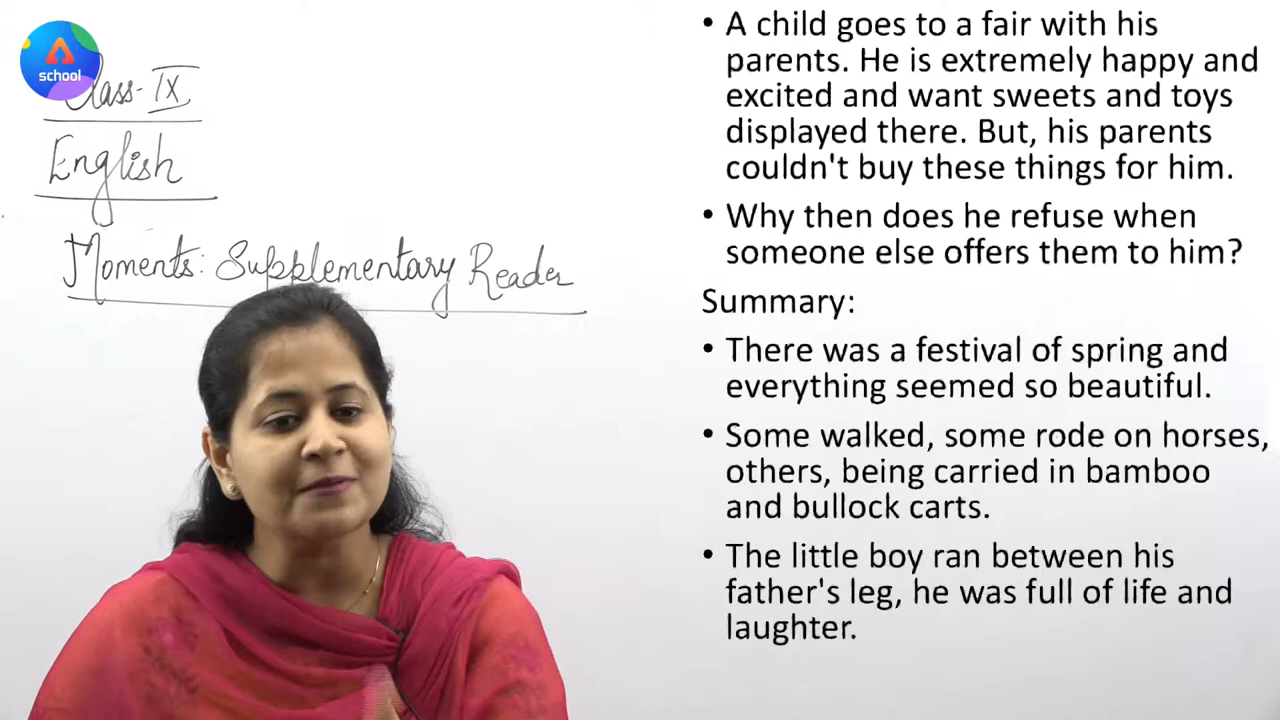 A
school
Class- IX
English
Moments: Supplementary Reader
• A child goes to a fair with his
parents. He is extremely happy and
excited and want sweets and toys
displayed there. But, his parents
couldn't buy these things for him.
• Why then does he refuse when
someone else offers them to him?
Summary:
• There was a festival of spring and
everything seemed so beautiful.
• Some walked, some rode on horses,
others, being carried in bamboo
and bullock carts.
• The little boy ran between his
father's leg, he was full of life and
laughter.